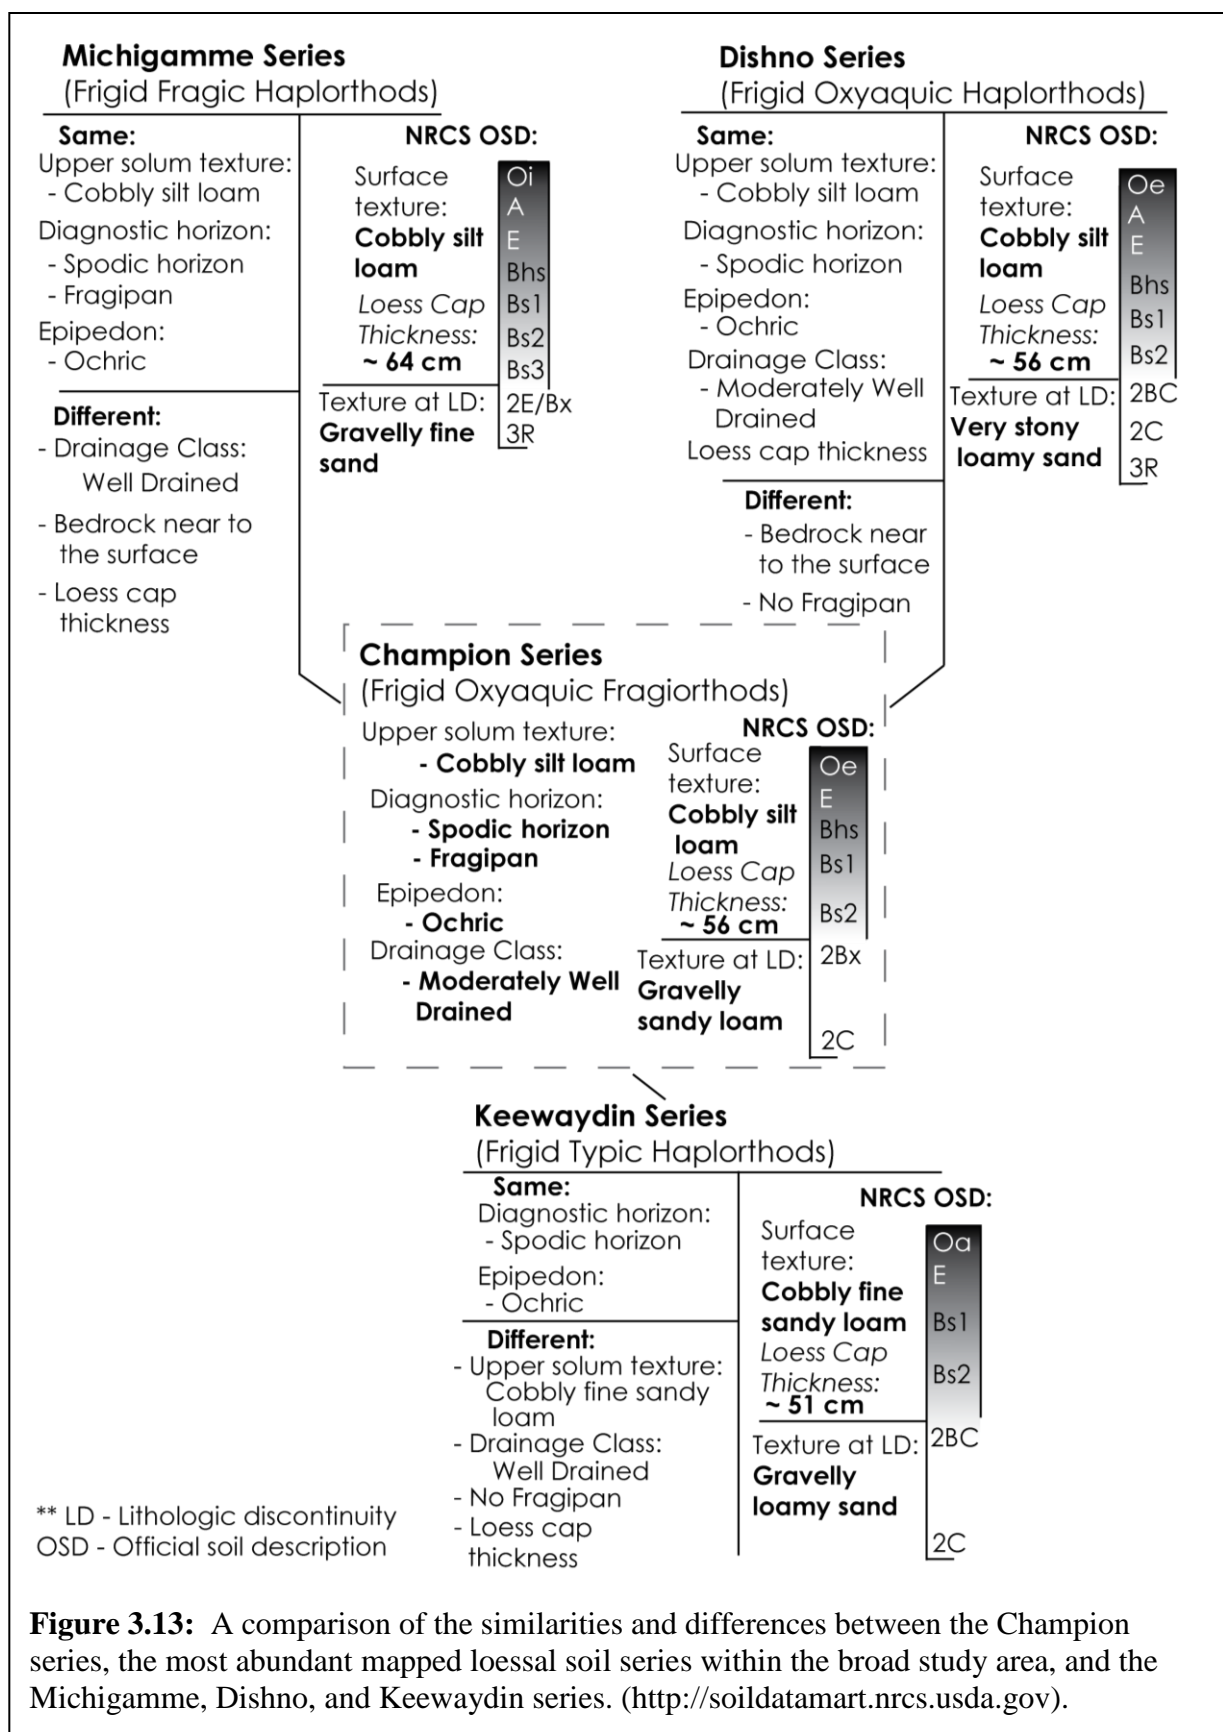 Michigamme Series
(Frigid Fragic Haplorthods)
Same:
Upper solum texture:
- Cobbly silt loam
Diagnostic horizon:
- Spodic horizon
- Fragipan
Epipedon:
- Ochric
Different:
- Drainage Class:
Well Drained
- Bedrock near to
the surface
- Loess cap
thickness
NRCS OSD:
Surface
texture:
Cobbly silt
loam
Loess Cap
Thickness:
~ 64 cm
Texture at LD:
Gravelly fine
sand
Oi
A
E
Bhs
Bs1
Bs2
Bs3
2E/Bx
3R
Dishno Series
(Frigid Oxyaquic Haplorthods)
Same:
Upper solum texture:
- Cobbly silt loam
Diagnostic horizon:
- Spodic horizon
Epipedon:
- Ochric
Drainage Class:
- Moderately Well
Drained
Loess cap thickness
Different:
- Bedrock near
to the surface
- No Fragipan
NRCS OSD:
Surface
texture:
Cobbly silt
loam
Loess Cap
Thickness:
~ 56 cm
Texture at LD:
Very stony
loamy sand
Oe
A
E
Bhs
Bs1
Bs2
2BC
2C
3R
Champion Series
(Frigid Oxyaquic Fragiorthods)
Upper solum texture:
- Cobbly silt loam
Diagnostic horizon:
- Spodic horizon
- Fragipan
Epipedon:
- Ochric
Drainage Class:
- Moderately Well
Drained
NRCS OSD:
Surface
texture:
Cobbly silt
loam
Loess Cap
Thickness:
~ 56 cm
Texture at LD:
Gravelly
sandy loam
Oe
E
Bhs
Bs1
Bs2
2Bx
2C
Keewaydin Series
(Frigid Typic Haplorthods)
Same:
Diagnostic horizon:
- Spodic horizon
Epipedon:
- Ochric
Different:
- Upper solum texture:
Cobbly fine sandy
loam
- Drainage Class:
Well Drained
- No Fragipan
- Loess cap
thickness
NRCS OSD:
Surface
texture:
Cobbly fine
sandy loam
Loess Cap
Thickness:
~ 51 cm
Texture at LD:
Gravelly
loamy sand
Oa
E
Bs1
Bs2
2BC
2C
** LD - Lithologic discontinuity
OSD - Official soil description
Figure 3.13: A comparison of the similarities and differences between the Champion
series, the most abundant mapped loessal soil series within the broad study area, and the
Michigamme, Dishno, and Keewaydin series. (http://soildatamart.nrcs.usda.gov).